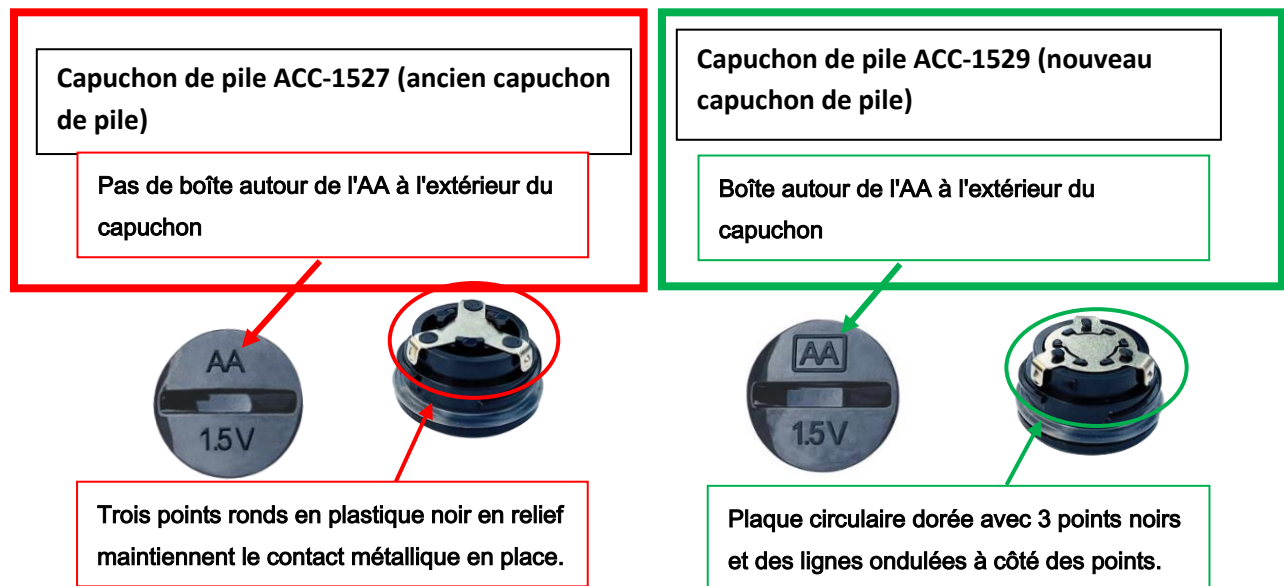 Capuchon de pile ACC-1527 (ancien capuchon
de pile)
Pas de boîte autour de l'AA à l'extérieur du
capuchon
AA
1.5V
Trois points ronds en plastique noir en relief
maintiennent le contact métallique en place.
Capuchon de pile ACC-1529 (nouveau
capuchon de pile)
Boîte autour de l'AA à l'extérieur du
capuchon
AA
1.5V
Plaque circulaire dorée avec 3 points noirs
et des lignes ondulées à côté des points.